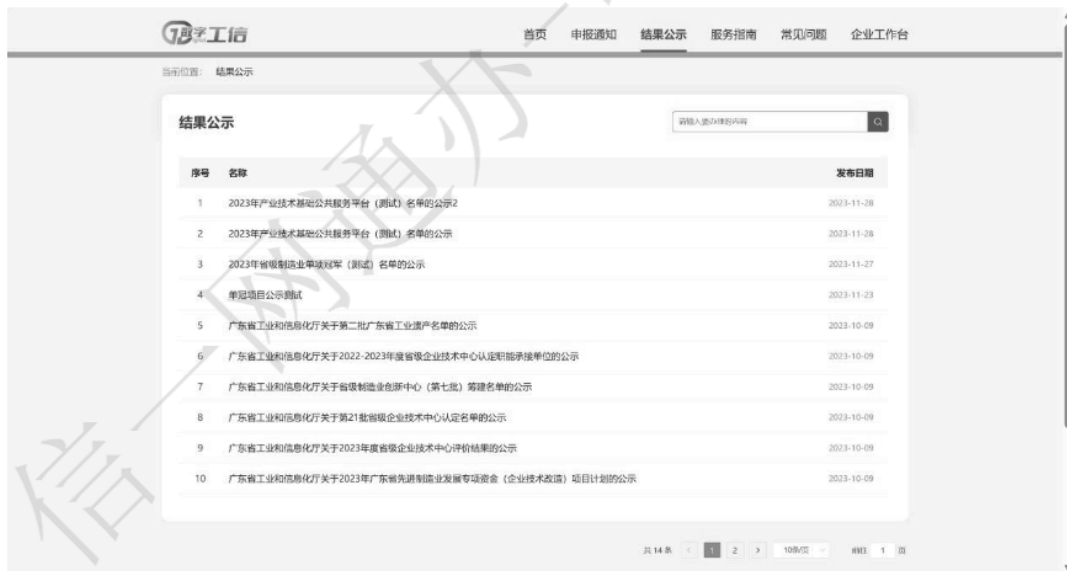 数字工信
首页 申报通知 结果公示 服务指南 常见问题 企业工作台
当前位置: 结果公示
结果公示
请输入要办理的内容
序号 名称 发布日期
1 2023年产业技术基础公共服务平台（测试）名单的公示2 2023-11-28
2 2023年产业技术基础公共服务平台（测试）名单的公示 2023-11-28
3 2023年省级制造业单项冠军（测试）名单的公示 2023-11-27
4 单冠项目公示测试 2023-11-23
5 广东省工业和信息化厅关于第二批广东省工业遗产名单的公示 2023-10-09
6 广东省工业和信息化厅关于2022-2023年度省级企业技术中心认定职能承接单位的公示 2023-10-09
7 广东省工业和信息化厅关于省级制造业创新中心（第七批）筹建名单的公示 2023-10-09
8 广东省工业和信息化厅关于第21批省级企业技术中心认定名单的公示 2023-10-09
9 广东省工业和信息化厅关于2023年度省级企业技术中心评价结果的公示 2023-10-09
10 广东省工业和信息化厅关于2023年广东省先进制造业发展专项资金（企业技术改造）项目计划的公示 2023-10-09
共 14 条 1 2 10条/页 前往 1 页
信一网通办